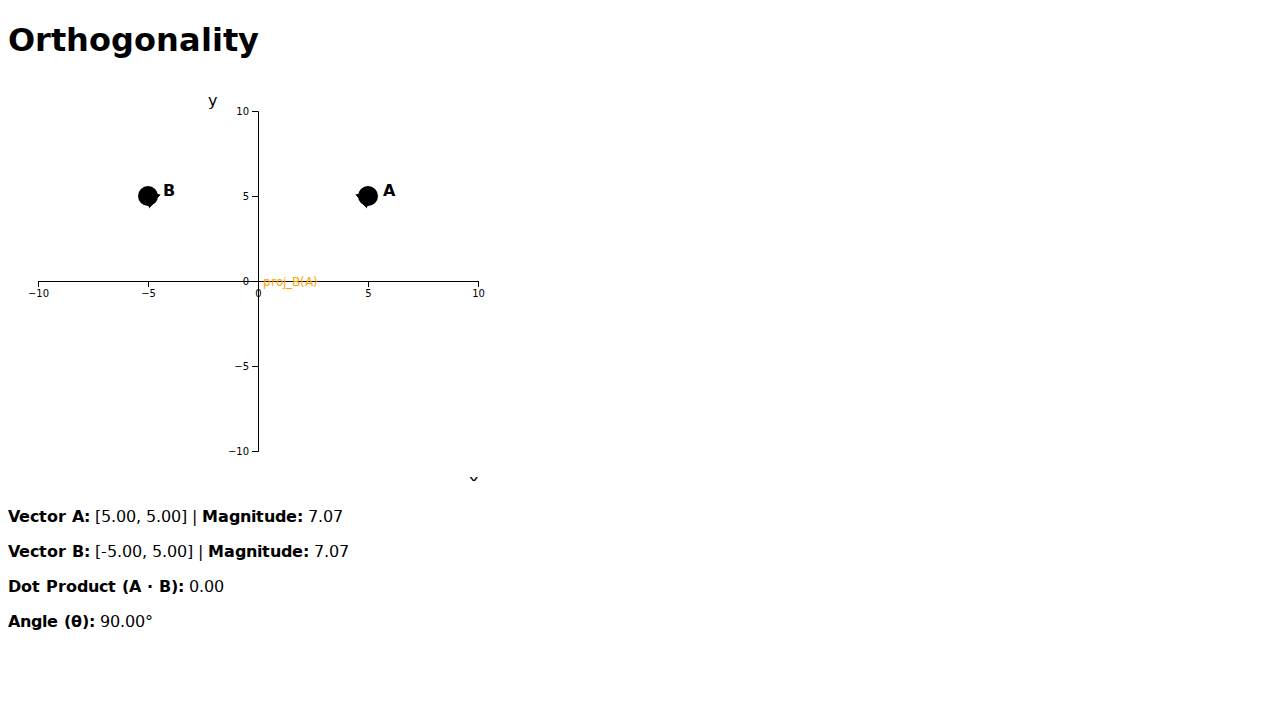 Orthogonality
y
10
B
A
5
0
proj_B(A)
−10
−5
0
5
10
−5
−10
x
Vector A: [5.00, 5.00] | Magnitude: 7.07
Vector B: [-5.00, 5.00] | Magnitude: 7.07
Dot Product (A · B): 0.00
Angle (θ): 90.00°